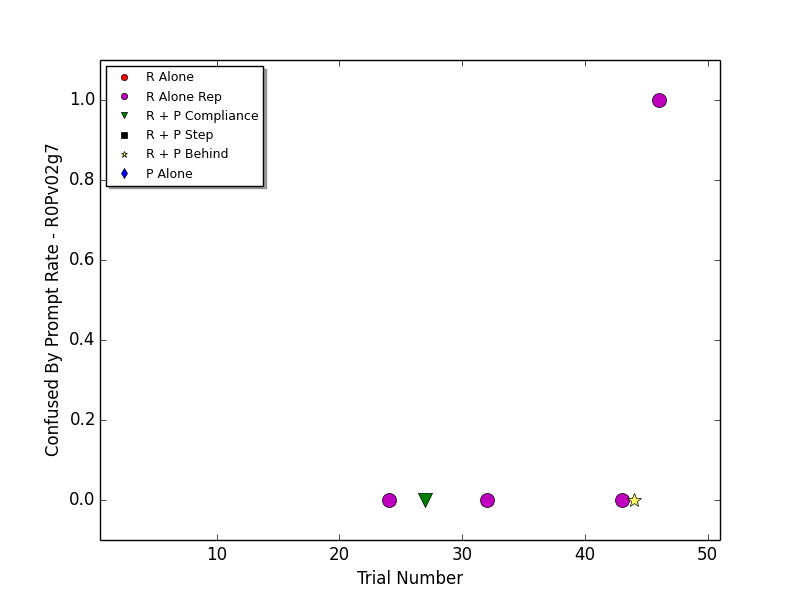 R Alone
R Alone Rep
R + P Compliance
R + P Step
R + P Behind
P Alone
1.0
0.8
0.6
0.4
0.2
0.0
Confused By Prompt Rate - R0Pv02g7
10 20 30 40 50
Trial Number